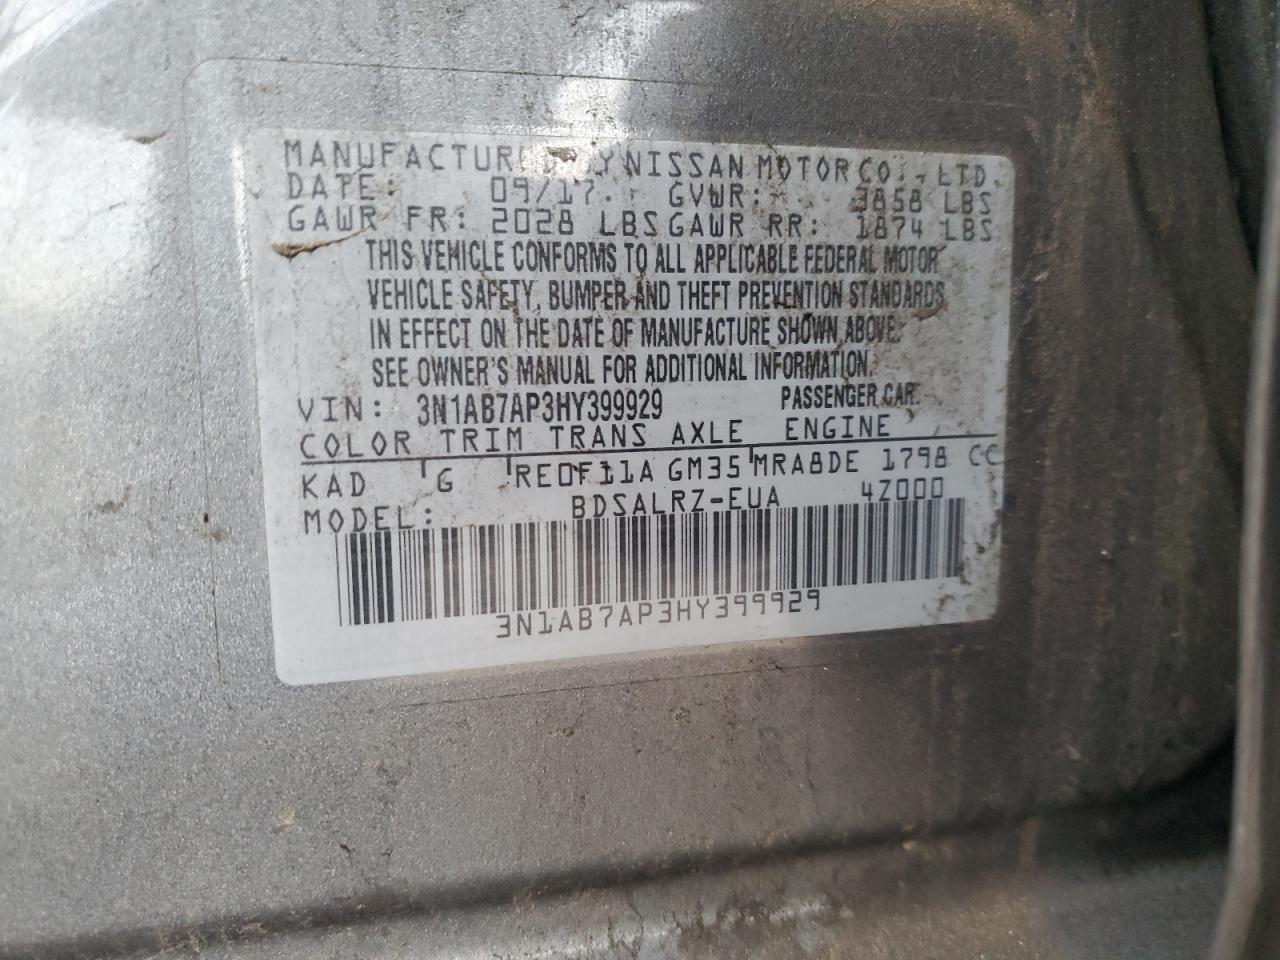 MANUFACTUR Y NISSAN MOTOR CO., LTD.
DATE: 09/17 GVWR: 3858 LBS
GAWR FR: 2028 LBS GAWR RR: 1874 LBS
THIS VEHICLE CONFORMS TO ALL APPLICABLE FEDERAL MOTOR
VEHICLE SAFETY, BUMPER AND THEFT PREVENTION STANDARDS
IN EFFECT ON THE DATE OF MANUFACTURE SHOWN ABOVE.
SEE OWNER'S MANUAL FOR ADDITIONAL INFORMATION.
VIN: 3N1AB7AP3HY399929 PASSENGER CAR.
COLOR TRIM TRANS AXLE ENGINE
KAD G RE0F11A GM35 MRA8DE 1798 CC
MODEL: BDSALRZ-EUA 4Z000
3N1AB7AP3HY399929